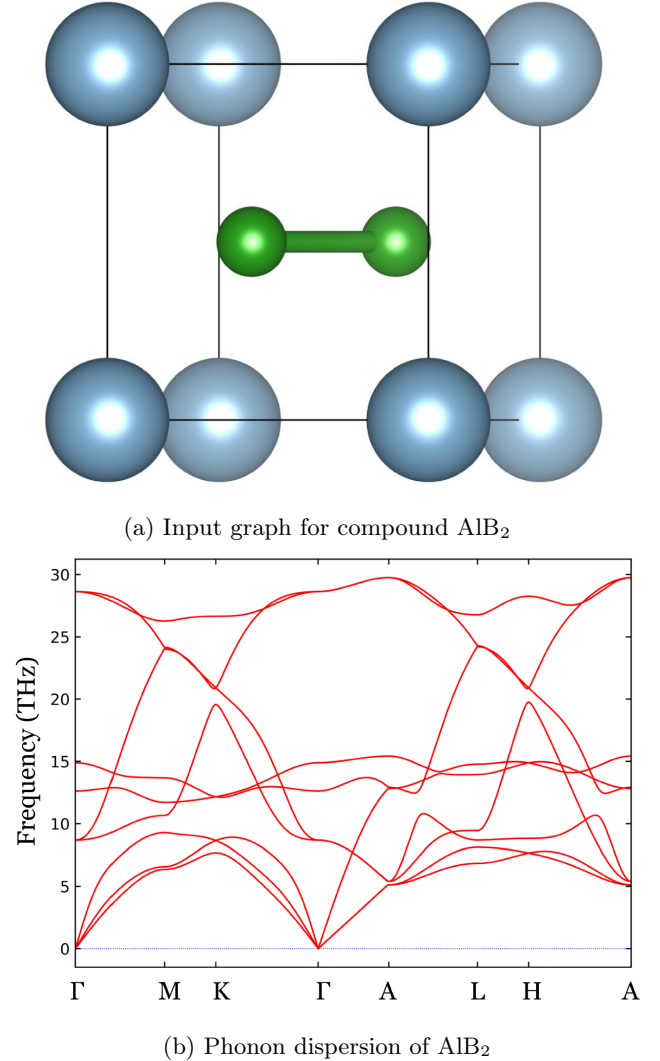 (a) Input graph for compound AlB₂
30
25
20
15
10
5
0
Frequency (THz)
Γ M K Γ A L H A
(b) Phonon dispersion of AlB₂